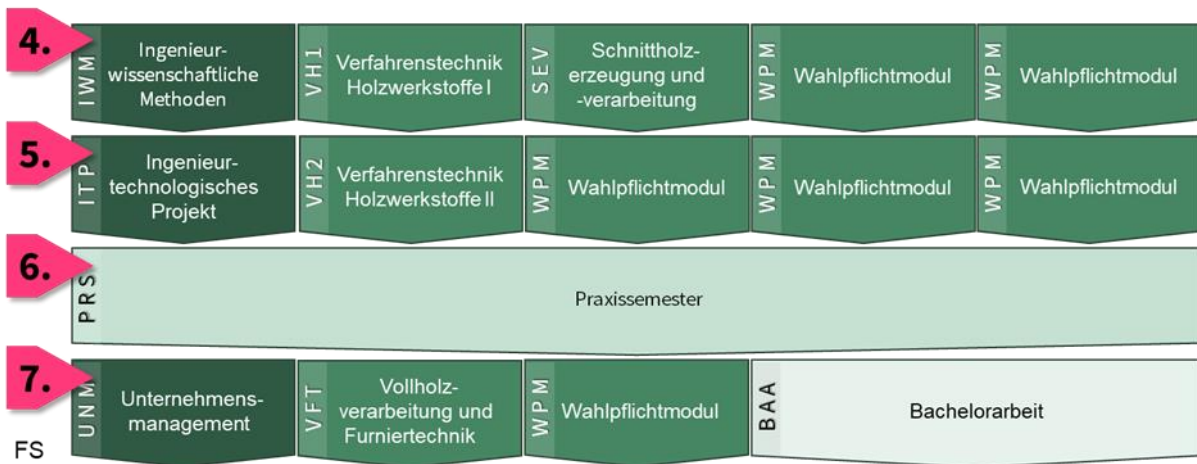 4.
IWM
Ingenieur-
wissenschaftliche
Methoden
VH1
Verfahrenstechnik
Holzwerkstoffe I
SEV
Schnittholz-
erzeugung und
-verarbeitung
WPM
Wahlpflichtmodul
WPM
Wahlpflichtmodul
5.
ITP
Ingenieur-
technologisches
Projekt
VH2
Verfahrenstechnik
Holzwerkstoffe II
WPM
Wahlpflichtmodul
WPM
Wahlpflichtmodul
WPM
Wahlpflichtmodul
6.
PRS
Praxissemester
7.
UNM
Unternehmens-
management
VFT
Vollholz-
verarbeitung und
Furniertechnik
WPM
Wahlpflichtmodul
BAA
Bachelorarbeit
FS